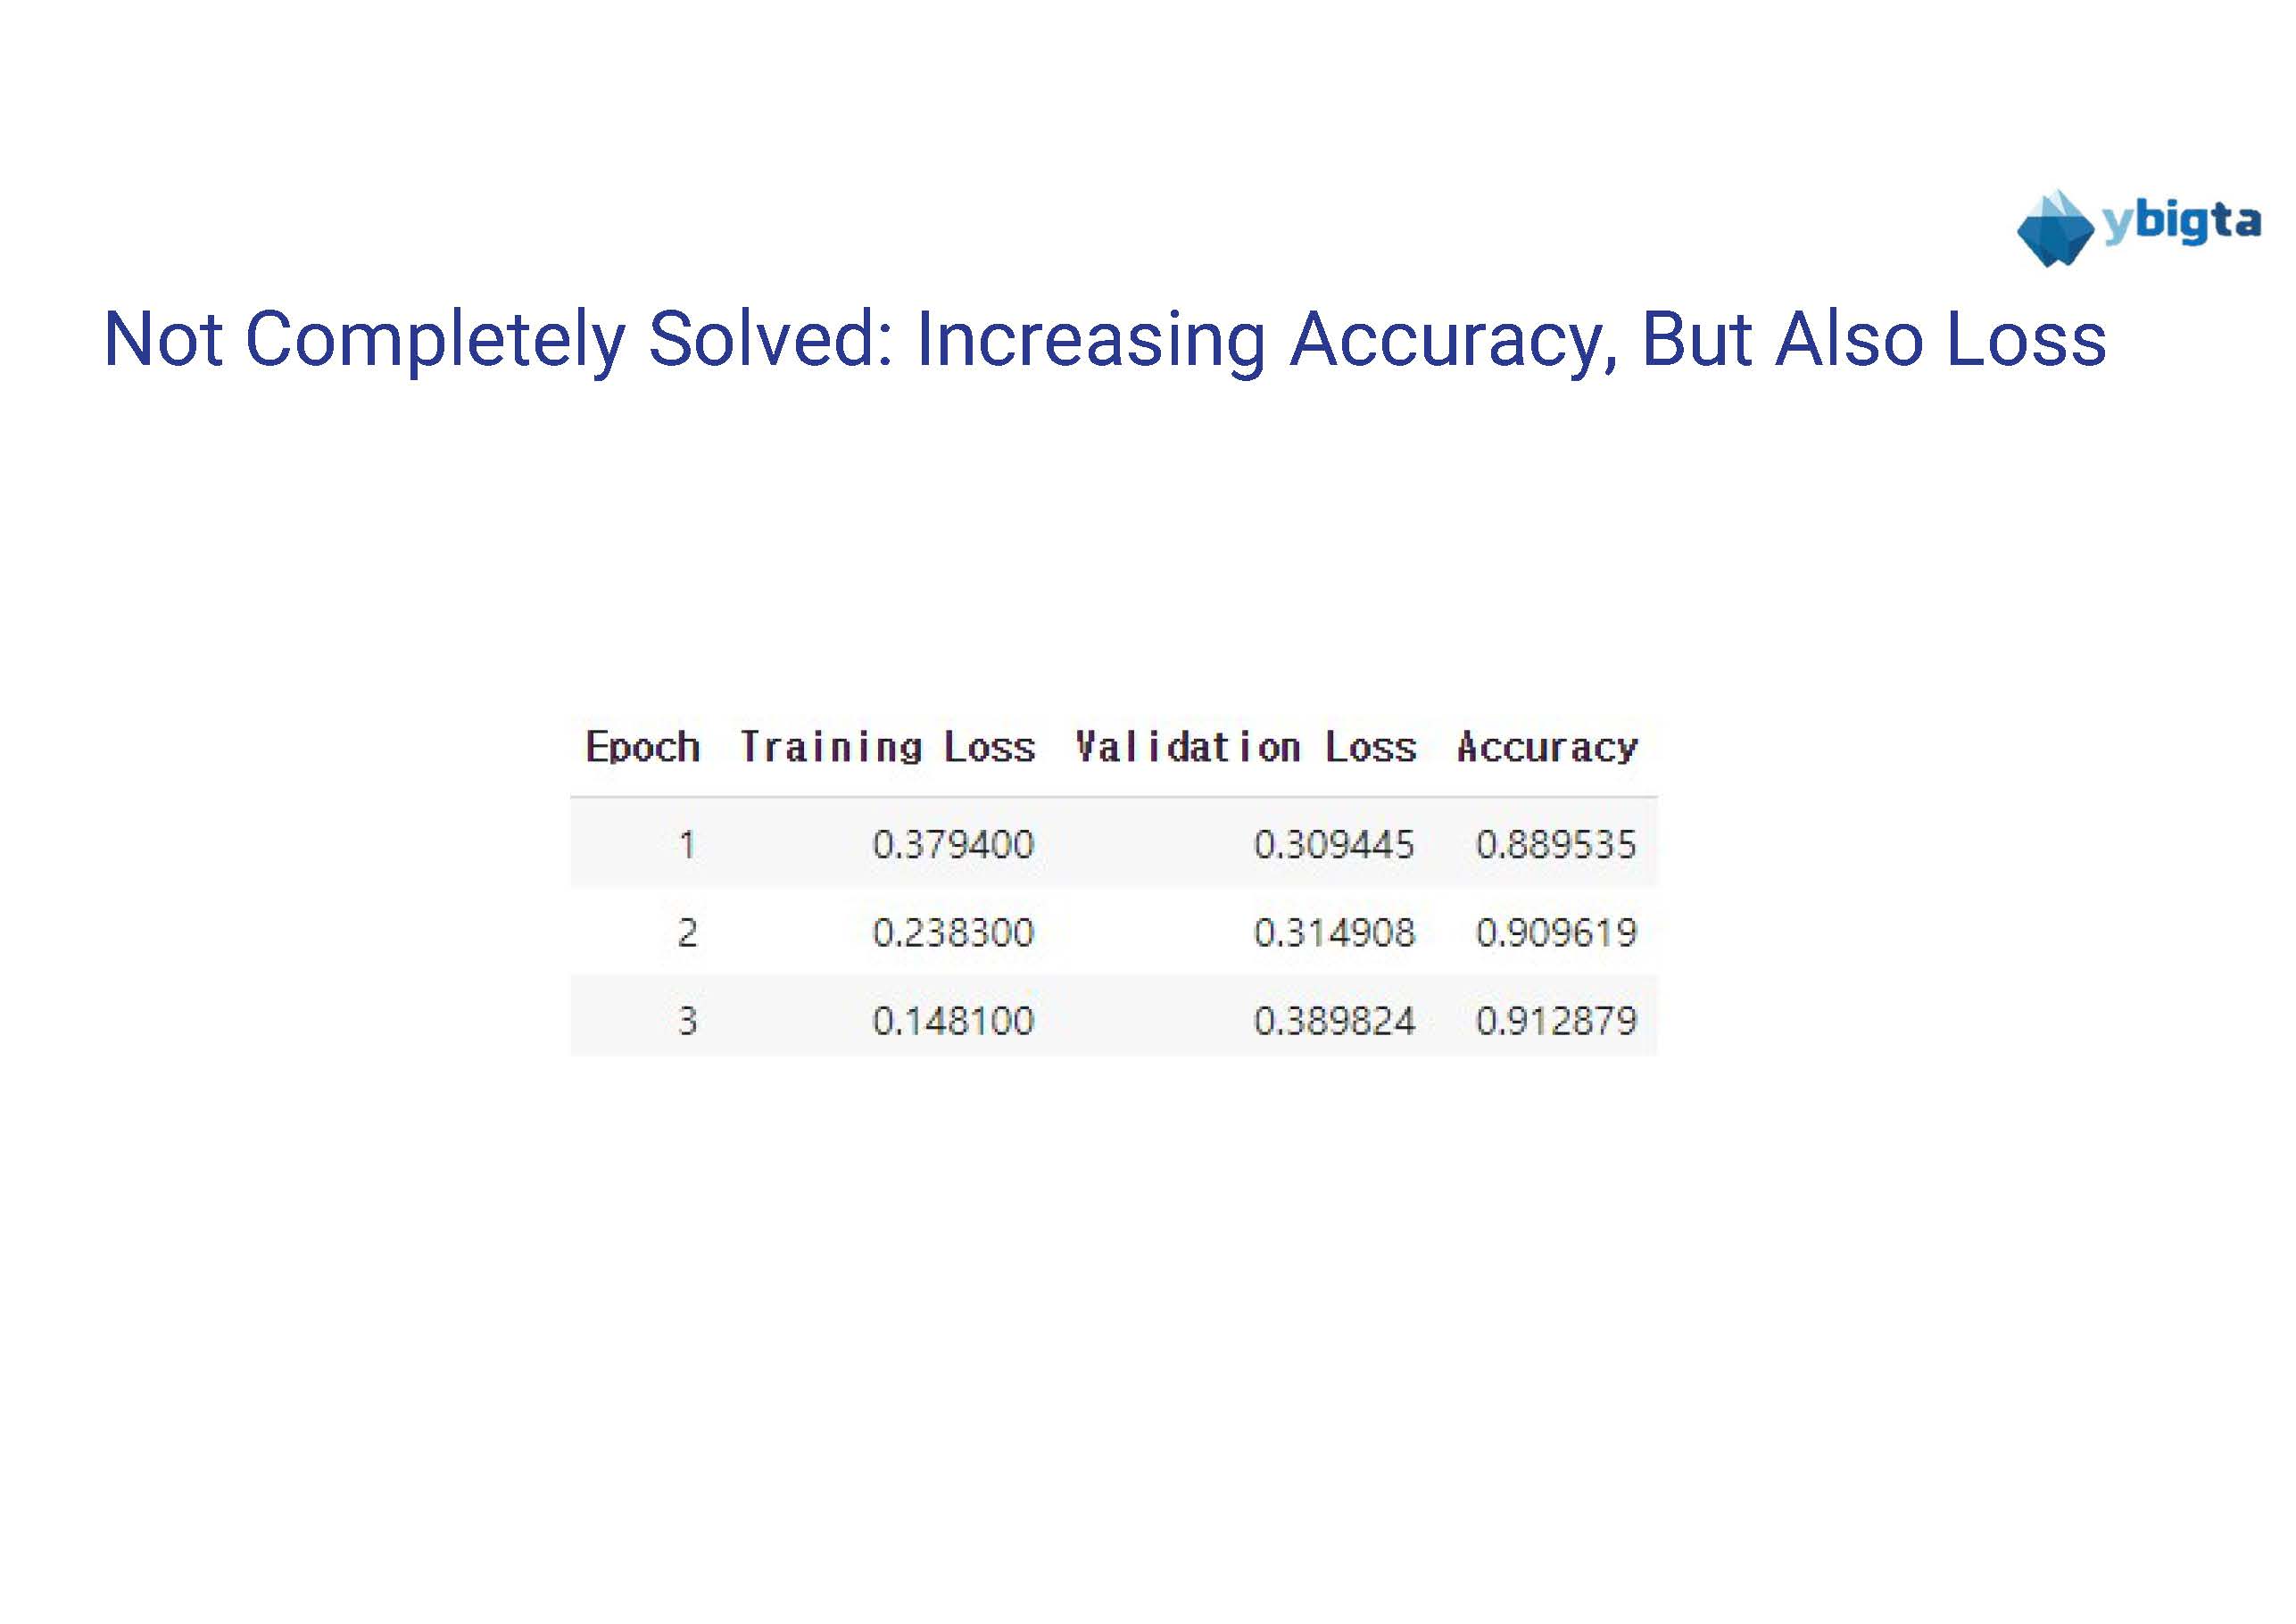 ybigta
Not Completely Solved: Increasing Accuracy, But Also Loss
Epoch Training Loss Validation Loss Accuracy
1 0.379400 0.309445 0.889535
2 0.238300 0.314908 0.909619
3 0.148100 0.389824 0.912879